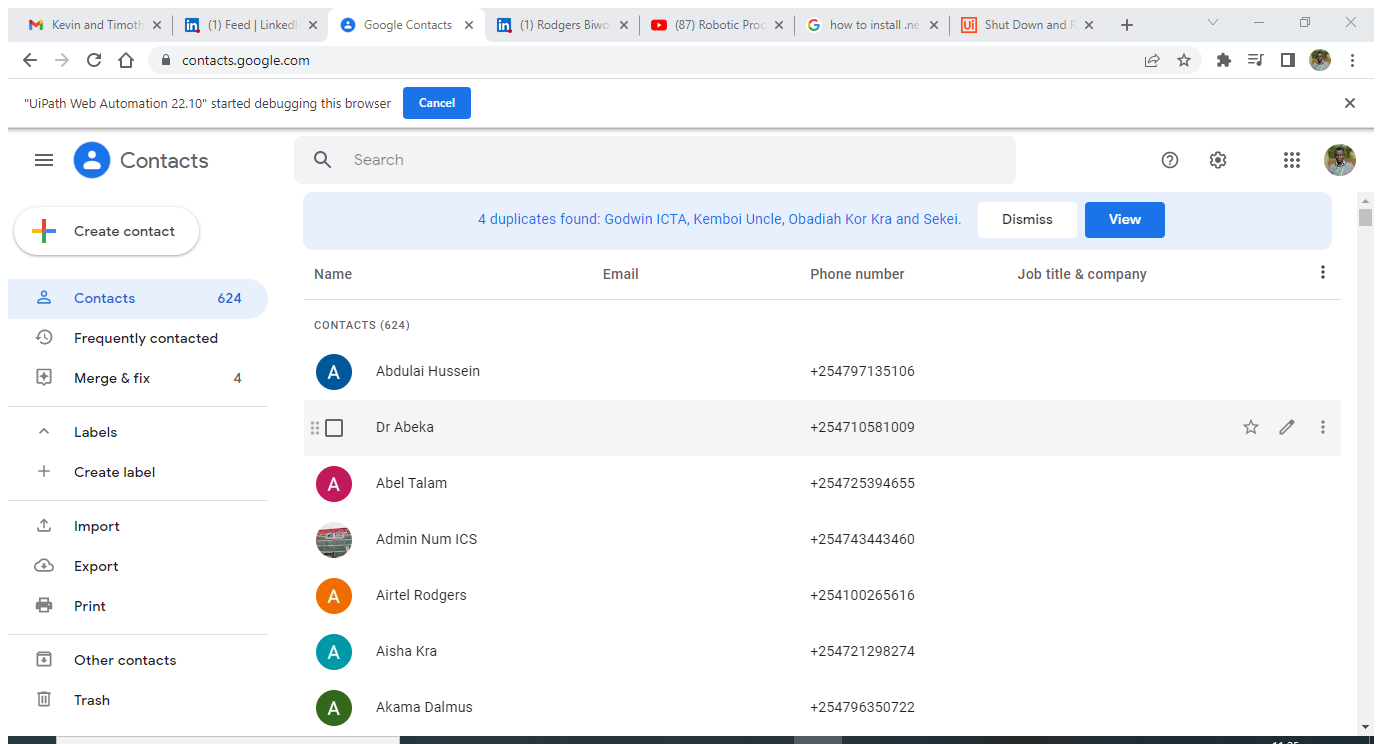 Kevin and Timoth
(1) Feed | LinkedIn
Google Contacts
(1) Rodgers Biwo
(87) Robotic Proc
how to install .ne
Shut Down and R
contacts.google.com
"UiPath Web Automation 22.10" started debugging this browser
Cancel
Contacts
Search
Create contact
4 duplicates found: Godwin ICTA, Kemboi Uncle, Obadiah Kor Kra and Sekei.
Dismiss
View
Contacts 624
Frequently contacted
Merge & fix 4
Labels
Create label
Import
Export
Print
Other contacts
Trash
Name Email Phone number Job title & company
CONTACTS (624)
A Abdulai Hussein +254797135106
Dr Abeka +254710581009
A Abel Talam +254725394655
Admin Num ICS +254743443460
A Airtel Rodgers +254100265616
A Aisha Kra +254721298274
A Akama Dalmus +254796350722